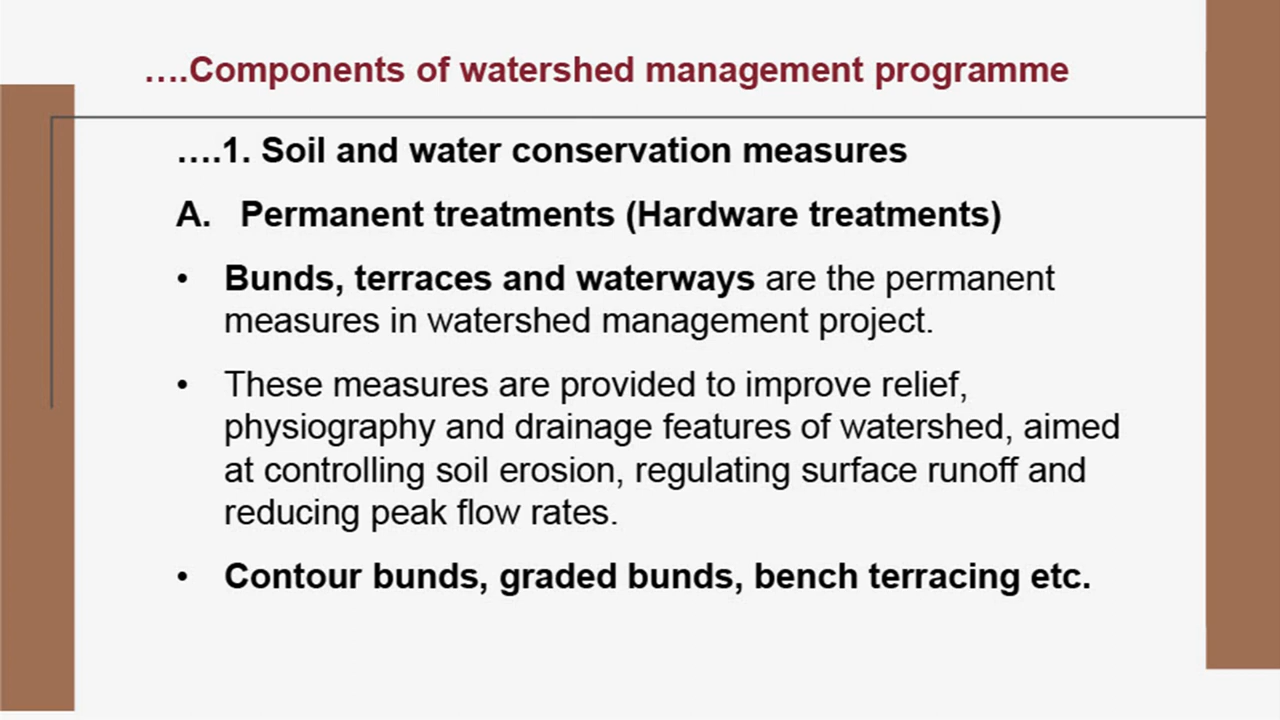 ....Components of watershed management programme
....1. Soil and water conservation measures
A. Permanent treatments (Hardware treatments)
• Bunds, terraces and waterways are the permanent
measures in watershed management project.
• These measures are provided to improve relief,
physiography and drainage features of watershed, aimed
at controlling soil erosion, regulating surface runoff and
reducing peak flow rates.
• Contour bunds, graded bunds, bench terracing etc.